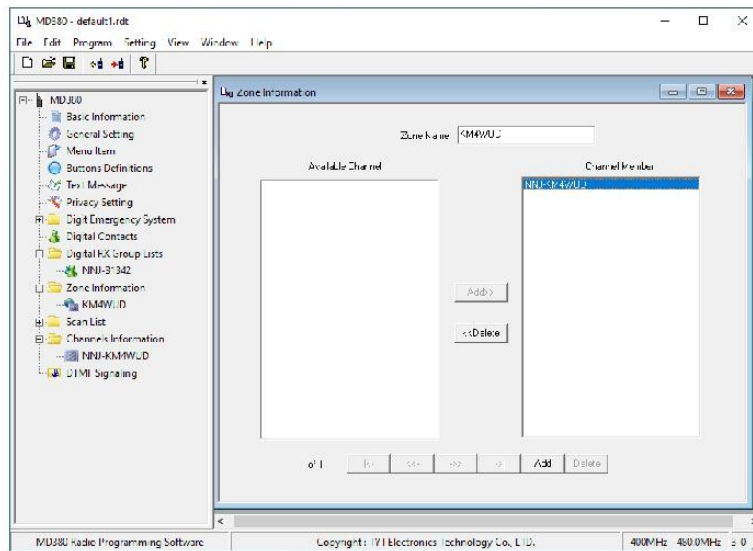 MD380 - default1.rdt
File Edit Program Setting View Window Help
MD380
Basic Information
General Setting
Menu Item
Buttons Definitions
Text Message
Privacy Setting
Digit Emergency System
Digital Contacts
Digital RX Group Lists
NNJ-31342
Zone Information
KM4WUD
Scan List
Channels Information
NNJ-KM4WUD
DTMF Signaling
Zone Information
Zone Name KM4WUD
Available Channel Channel Member
NNJ-KM4WUD
Add>>
<<Delete
of 1 Add Delete
MD380 Radio Programming Software Copyright : TYT Electronics Technology Co., LTD. 400MHz 480.0MHz